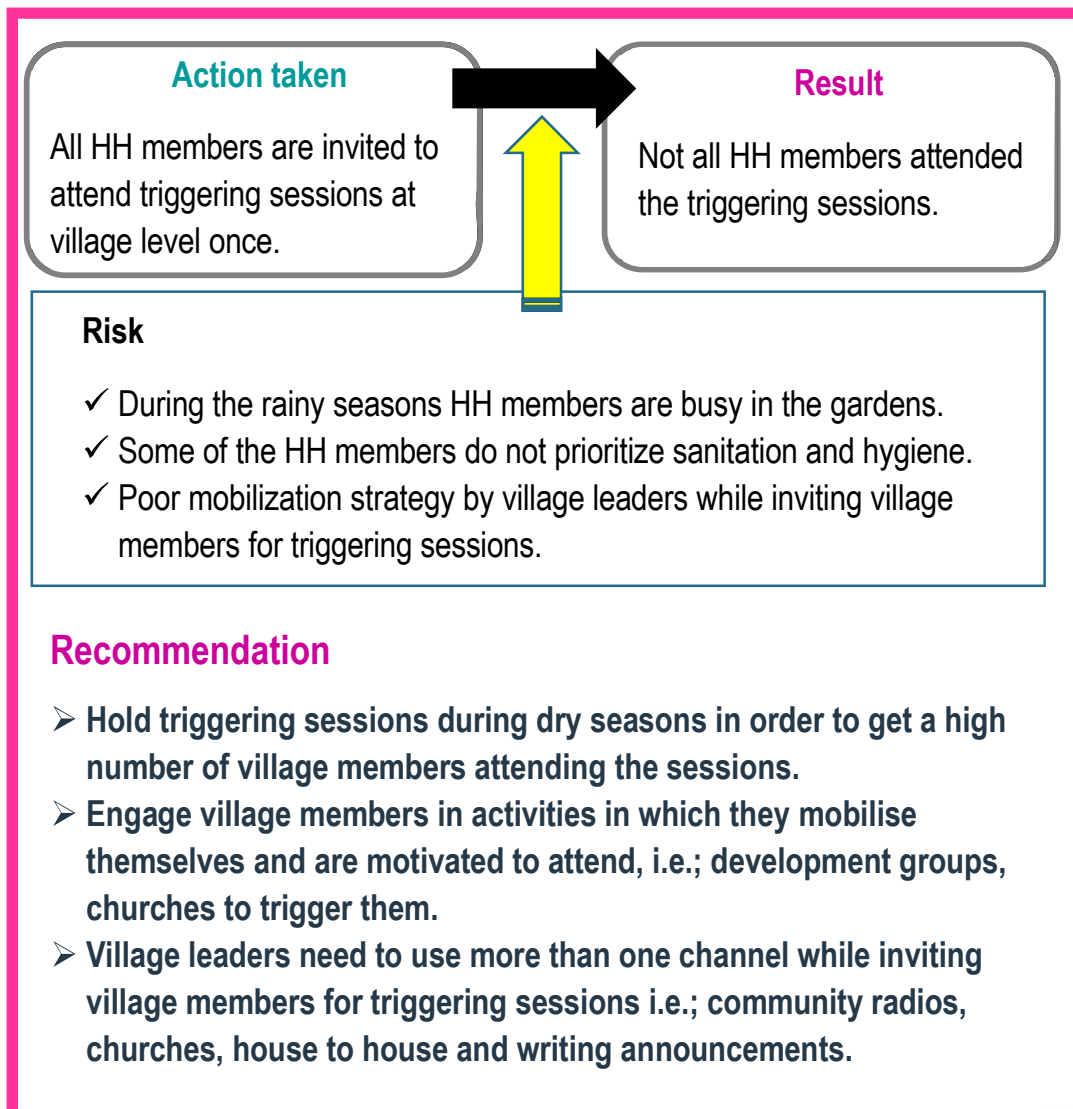 Action taken
All HH members are invited to
attend triggering sessions at
village level once.
Result
Not all HH members attended
the triggering sessions.
Risk
✓ During the rainy seasons HH members are busy in the gardens.
✓ Some of the HH members do not prioritize sanitation and hygiene.
✓ Poor mobilization strategy by village leaders while inviting village
members for triggering sessions.
Recommendation
➢ Hold triggering sessions during dry seasons in order to get a high
number of village members attending the sessions.
➢ Engage village members in activities in which they mobilise
themselves and are motivated to attend, i.e.; development groups,
churches to trigger them.
➢ Village leaders need to use more than one channel while inviting
village members for triggering sessions i.e.; community radios,
churches, house to house and writing announcements.